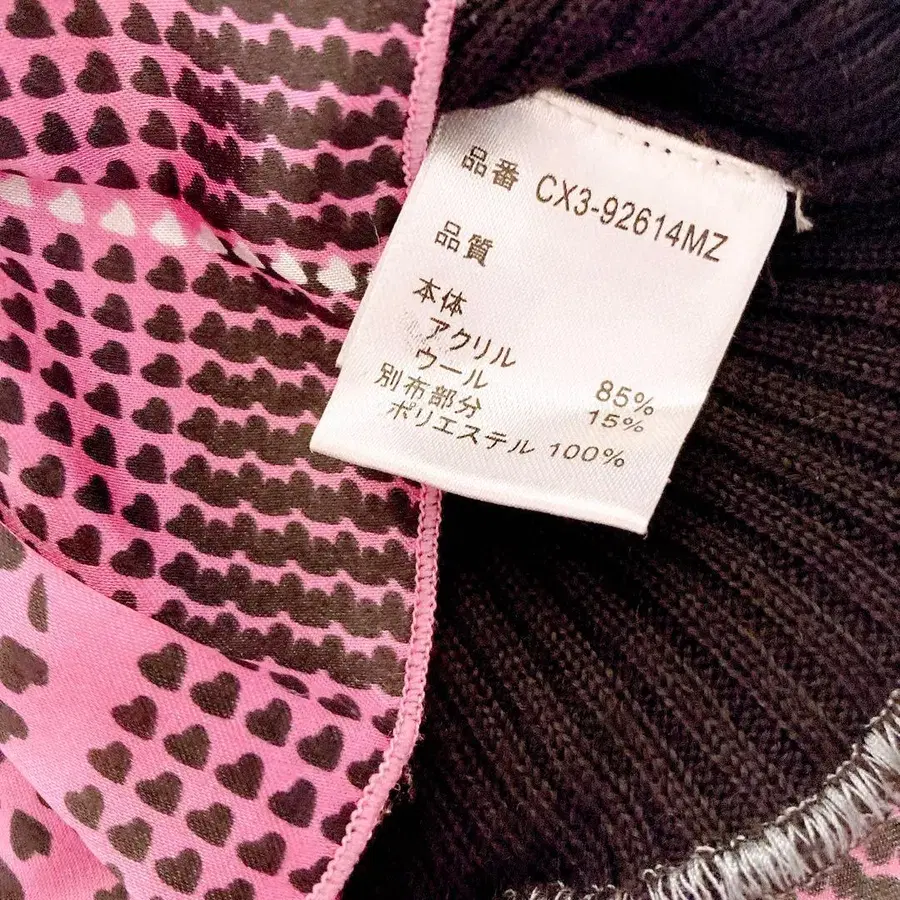 品番 CX3-92614MZ
品質
本体
アクリル 85%
ウール 15%
別布部分
ポリエステル 100%